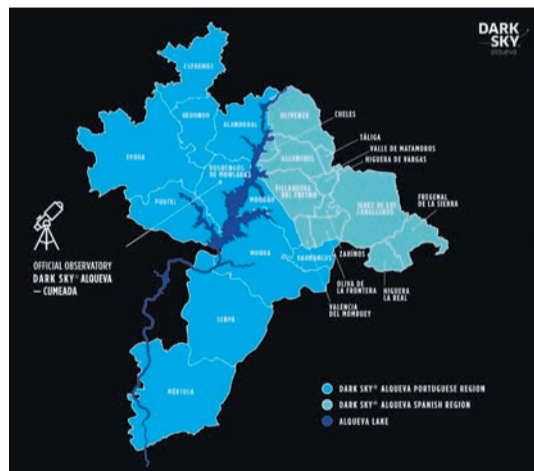 DARK
SKY®
alqueva
ESTREMOZ
REDONDO
ALANDROAL
OLIVENZA
CHELES
TÁLIGA
VALLE DE MATAMOROS
HIGUERA DE VARGAS
ALCONCHEL
ÉVORA
REGUENGOS
DE MONSARAZ
VILLANUEVA
DEL FRESNO
JEREZ DE LOS
CABALLEROS
FREGENAL
DE LA SIERRA
PORTEL
MOURÃO
OFFICIAL OBSERVATORY
DARK SKY® ALQUEVA
— CUMEADA
MOURA
BARRANCOS
ZAHÍNOS
OLIVA DE
LA FRONTERA
HIGUERA
LA REAL
VALENCIA
DEL MOMBUEY
SERPA
MÉRTOLA
DARK SKY® ALQUEVA PORTUGUESE REGION
DARK SKY® ALQUEVA SPANISH REGION
ALQUEVA LAKE